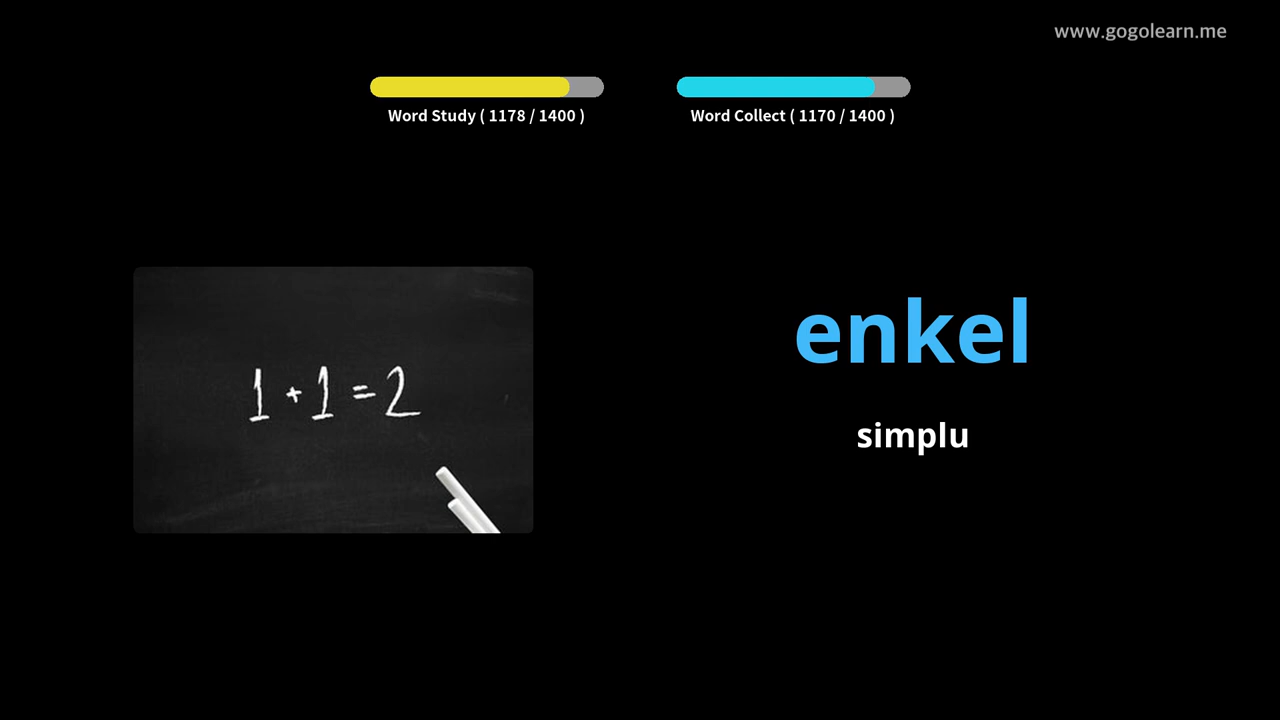 www.gogolearn.me
Word Study ( 1178 / 1400 )
Word Collect ( 1170 / 1400 )
1 + 1 = 2
enkel
simplu